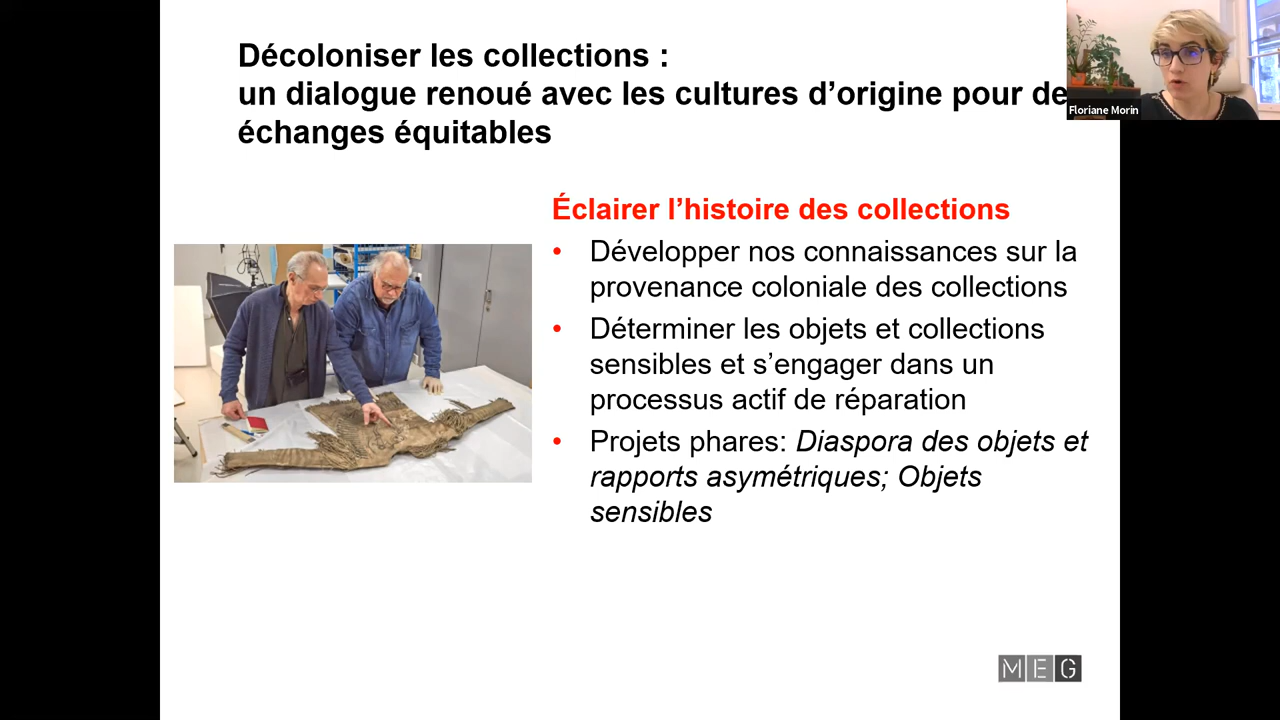 Décoloniser les collections :
un dialogue renoué avec les cultures d’origine pour de
échanges équitables
Floriane Morin
Éclairer l’histoire des collections
• Développer nos connaissances sur la
provenance coloniale des collections
• Déterminer les objets et collections
sensibles et s’engager dans un
processus actif de réparation
• Projets phares: Diaspora des objets et
rapports asymétriques; Objets
sensibles
MEG